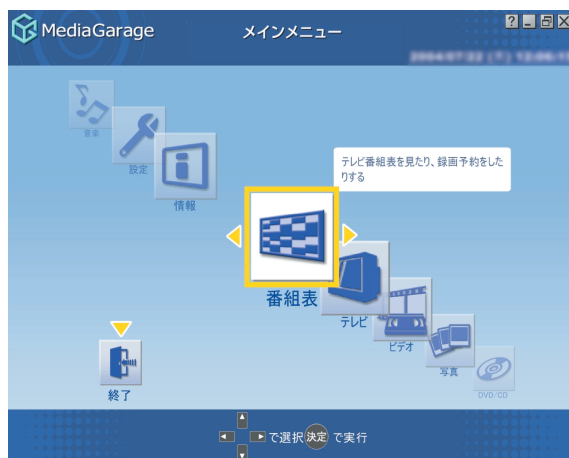 MediaGarage
メインメニュー
音楽
設定
情報
テレビ番組表を見たり、録画予約をした
りする
番組表
テレビ
ビデオ
写真
DVD/CD
終了
で選択 決定 で実行